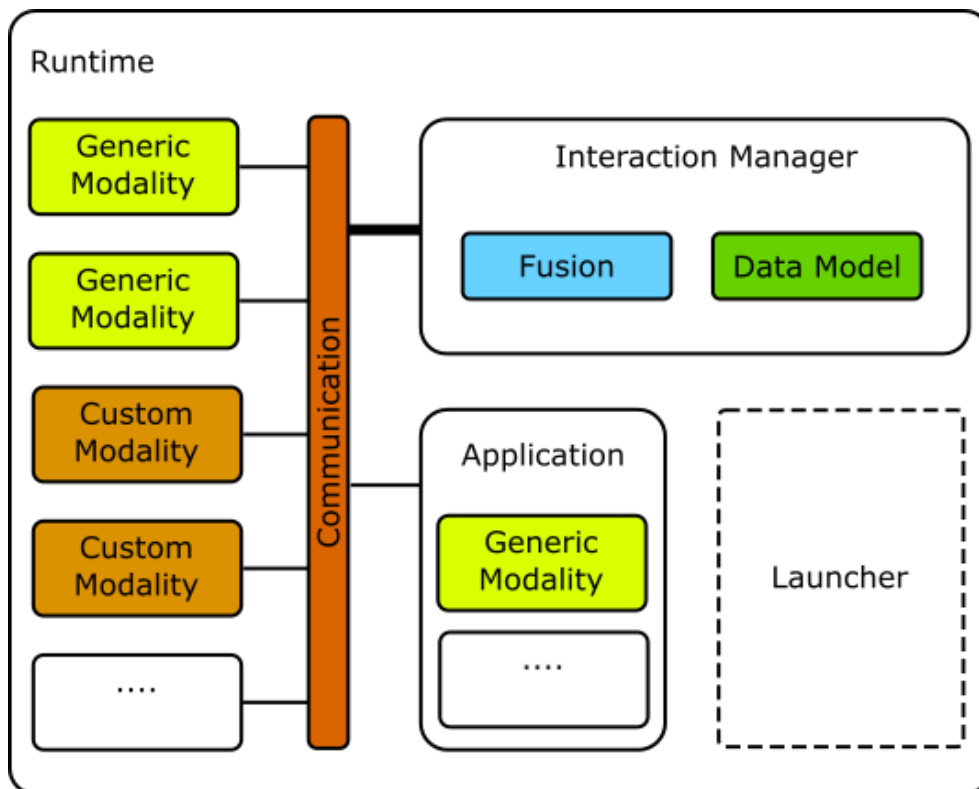 Runtime
Generic
Modality
Generic
Modality
Custom
Modality
Custom
Modality
....
Communication
Interaction Manager
Fusion
Data Model
Application
Generic
Modality
....
Launcher